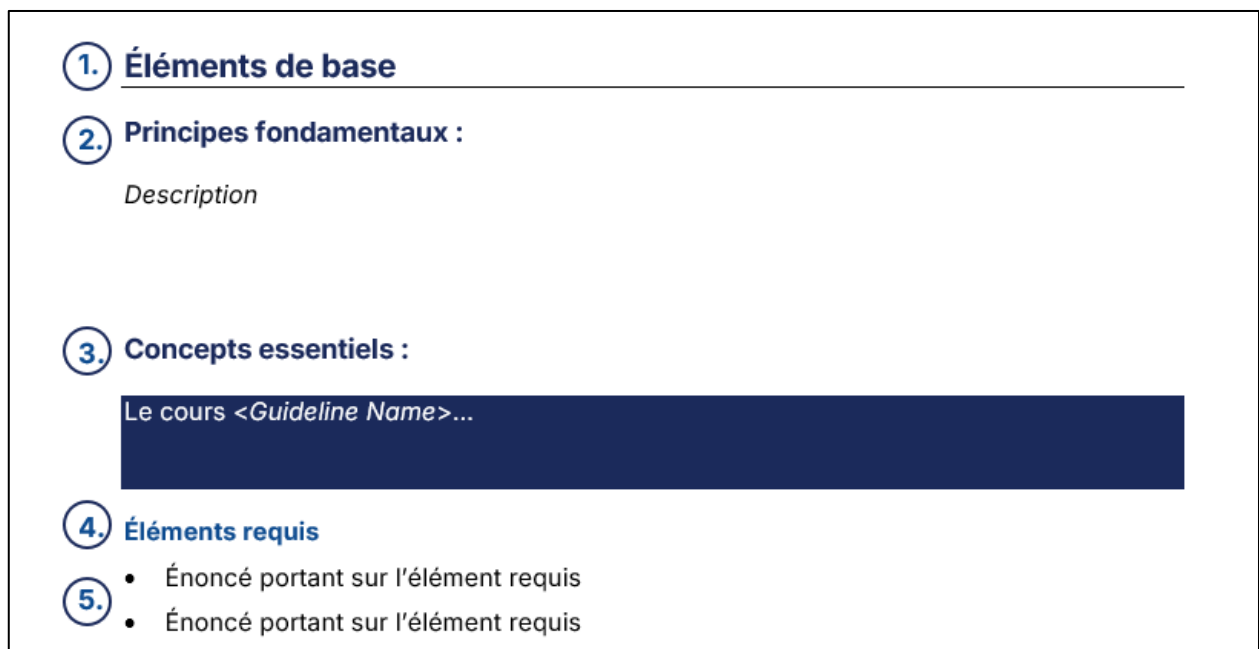 1. Éléments de base
2. Principes fondamentaux :
Description
3. Concepts essentiels :
Le cours <Guideline Name>...
4. Éléments requis
5.
• Énoncé portant sur l’élément requis
• Énoncé portant sur l’élément requis